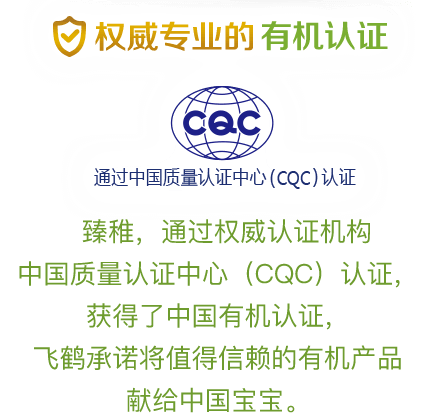 权威专业的 有机认证
CQC
通过中国质量认证中心(CQC)认证
臻稚，通过权威认证机构
中国质量认证中心（CQC）认证，
获得了中国有机认证，
飞鹤承诺将值得信赖的有机产品
献给中国宝宝。